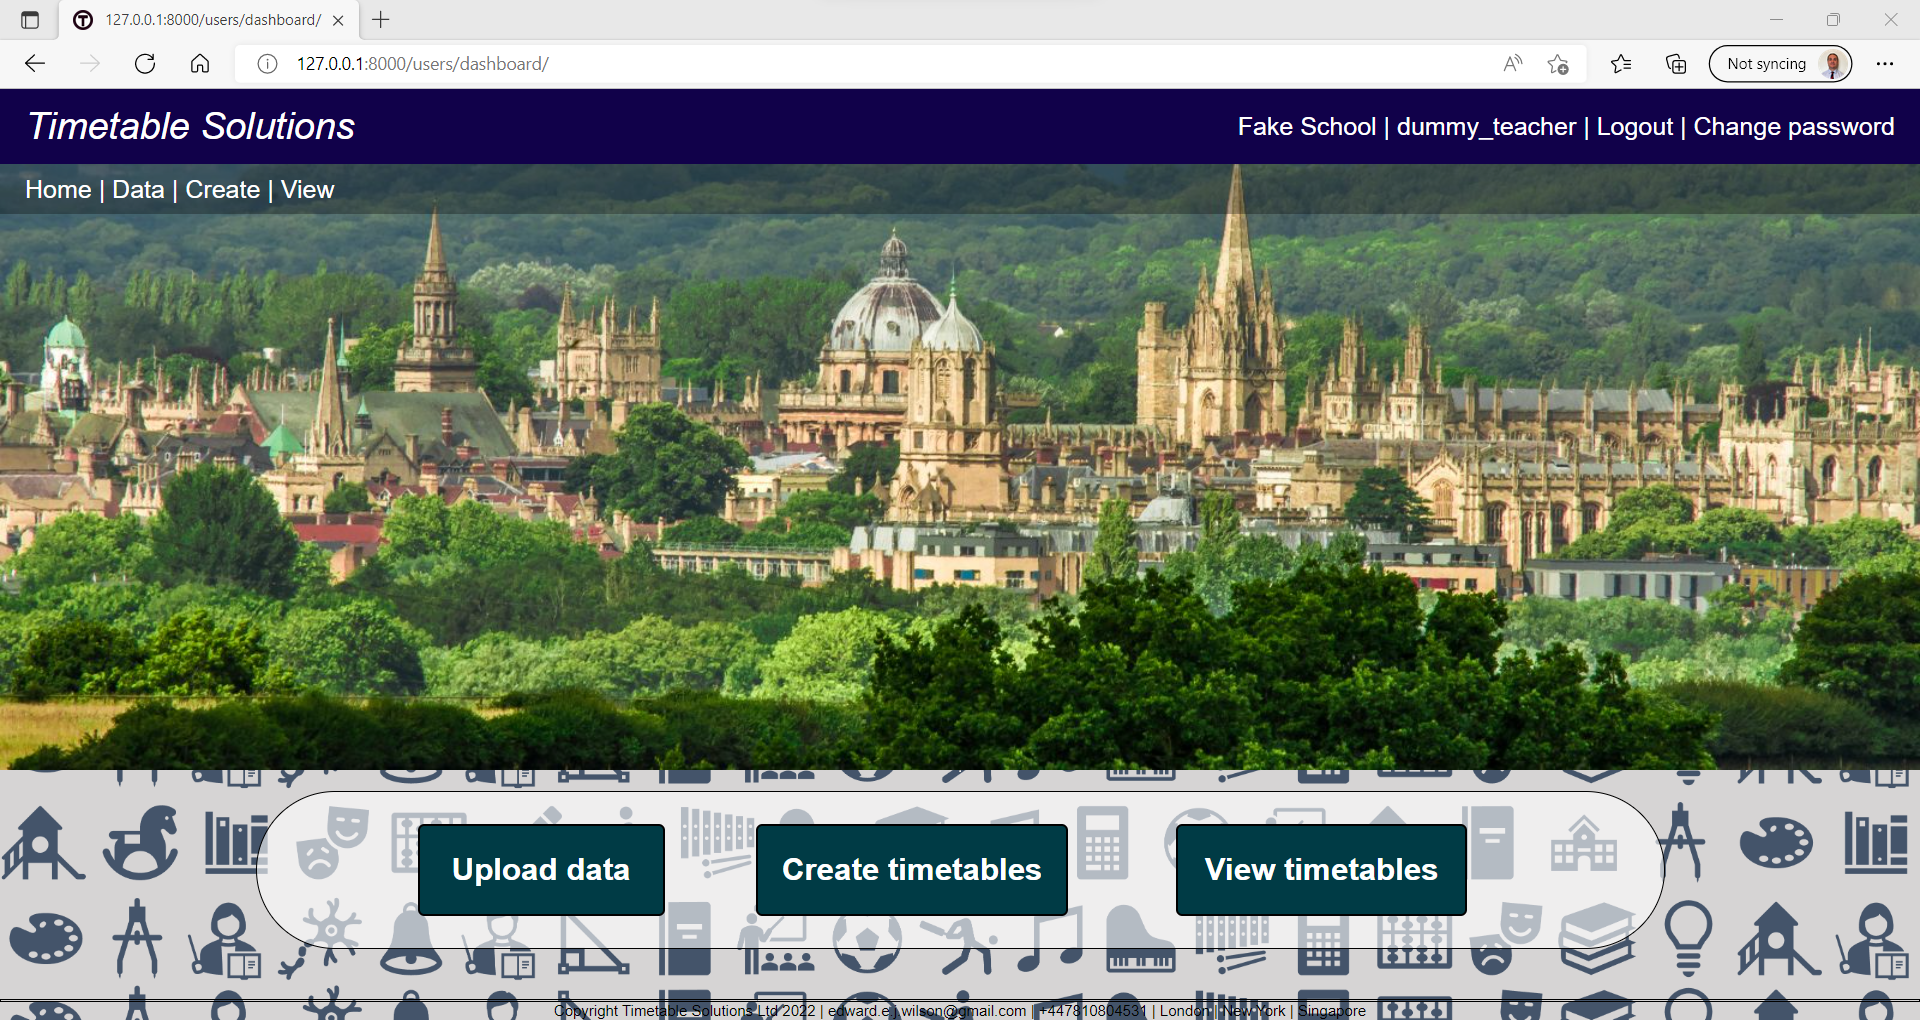 127.0.0.1:8000/users/dashboard/
127.0.0.1:8000/users/dashboard/
Not syncing
Timetable Solutions
Fake School | dummy_teacher | Logout | Change password
Home | Data | Create | View
Upload data
Create timetables
View timetables
Copyright Timetable Solutions Ltd 2022 | edward.e.j.wilson@gmail.com | +447810804531 | London | New York | Singapore